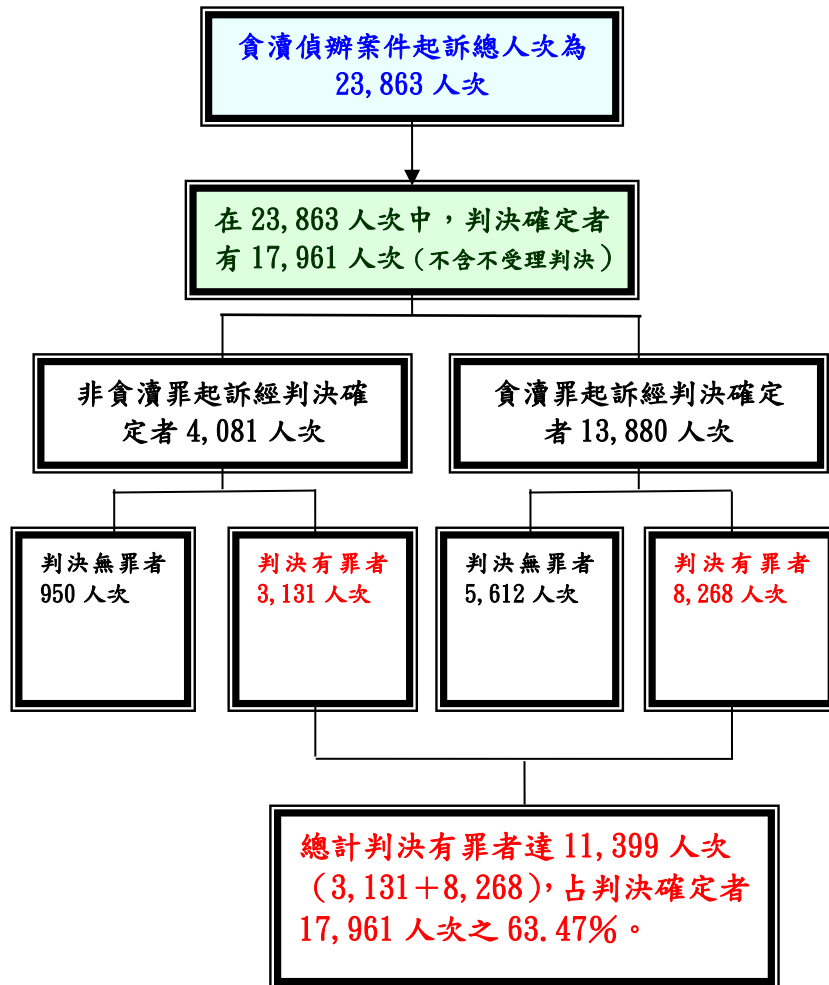 貪瀆偵辦案件起訴總人次為
23,863 人次
在 23,863 人次中，判決確定者
有 17,961 人次（不含不受理判決）
非貪瀆罪起訴經判決確
定者 4,081 人次
貪瀆罪起訴經判決確定
者 13,880 人次
判決無罪者
950 人次
判決有罪者
3,131 人次
判決無罪者
5,612 人次
判決有罪者
8,268 人次
總計判決有罪者達 11,399 人次
（3,131＋8,268），占判決確定者
17,961 人次之 63.47％。